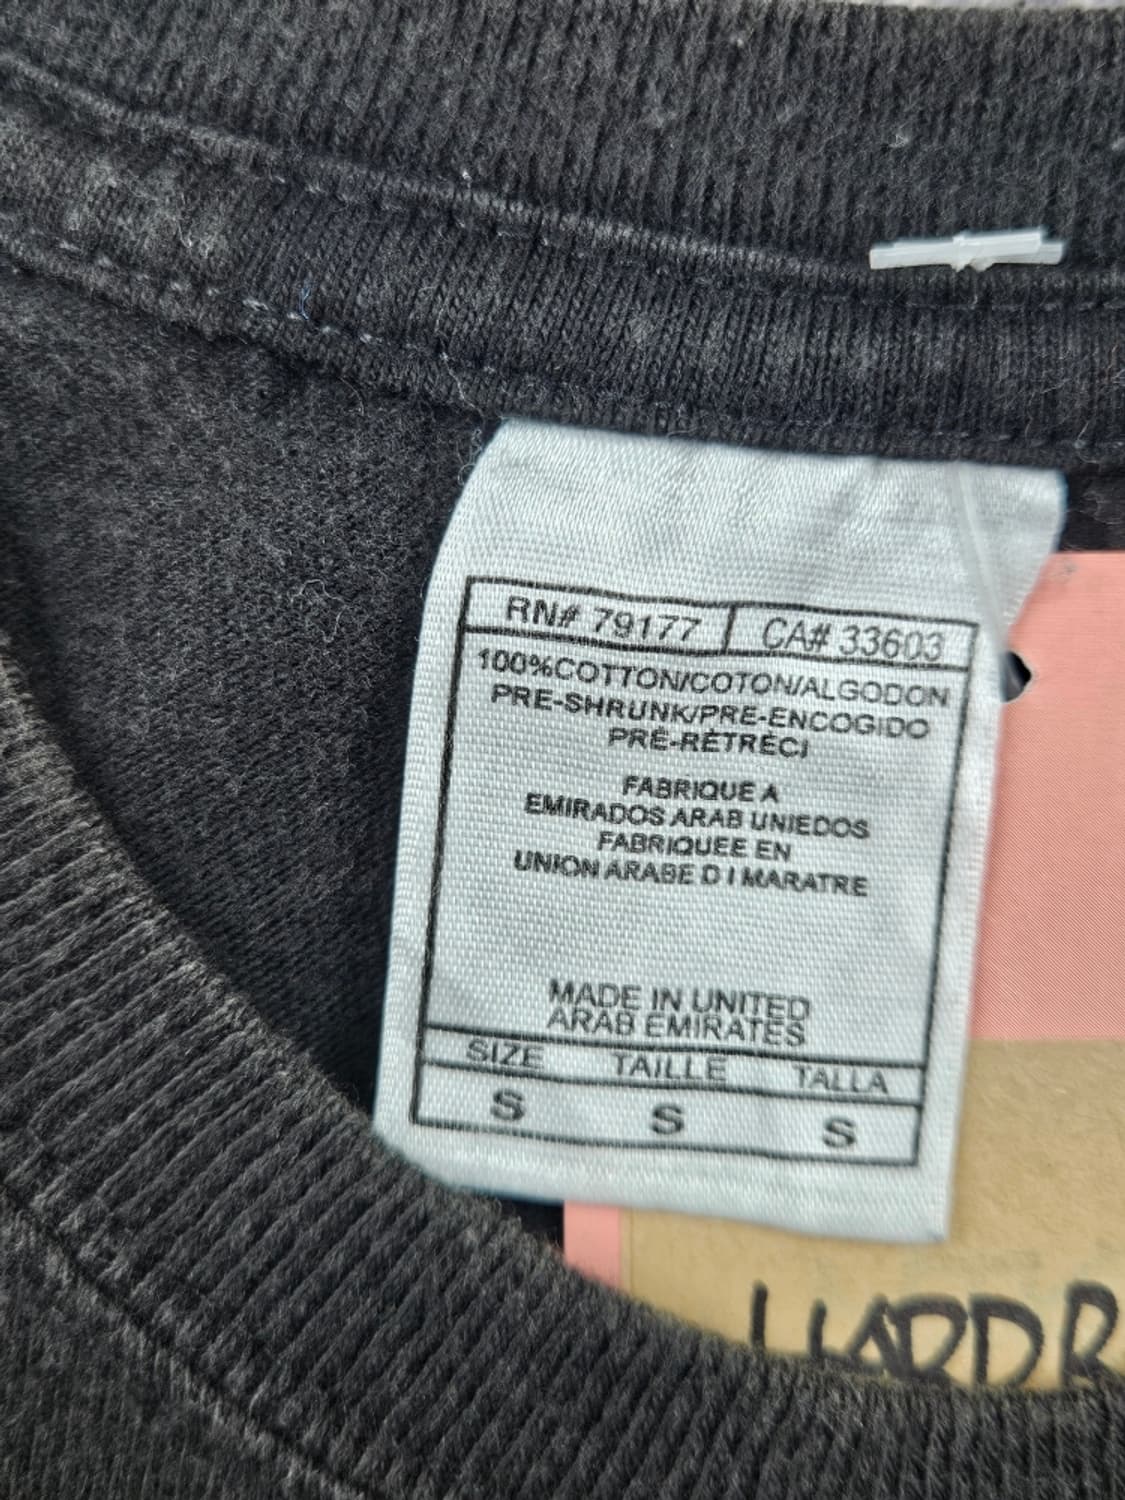 RN# 79177 CA# 33603
100%COTTON/COTON/ALGODON
PRE-SHRUNK/PRE-ENCOGIDO
PRÉ-RÉTRÉCI
FABRIQUE A
EMIRADOS ARAB UNIEDOS
FABRIQUEE EN
UNION ARABE D I MARATRE
MADE IN UNITED
ARAB EMIRATES
SIZE TAILLE TALLA
S S S
HARD R